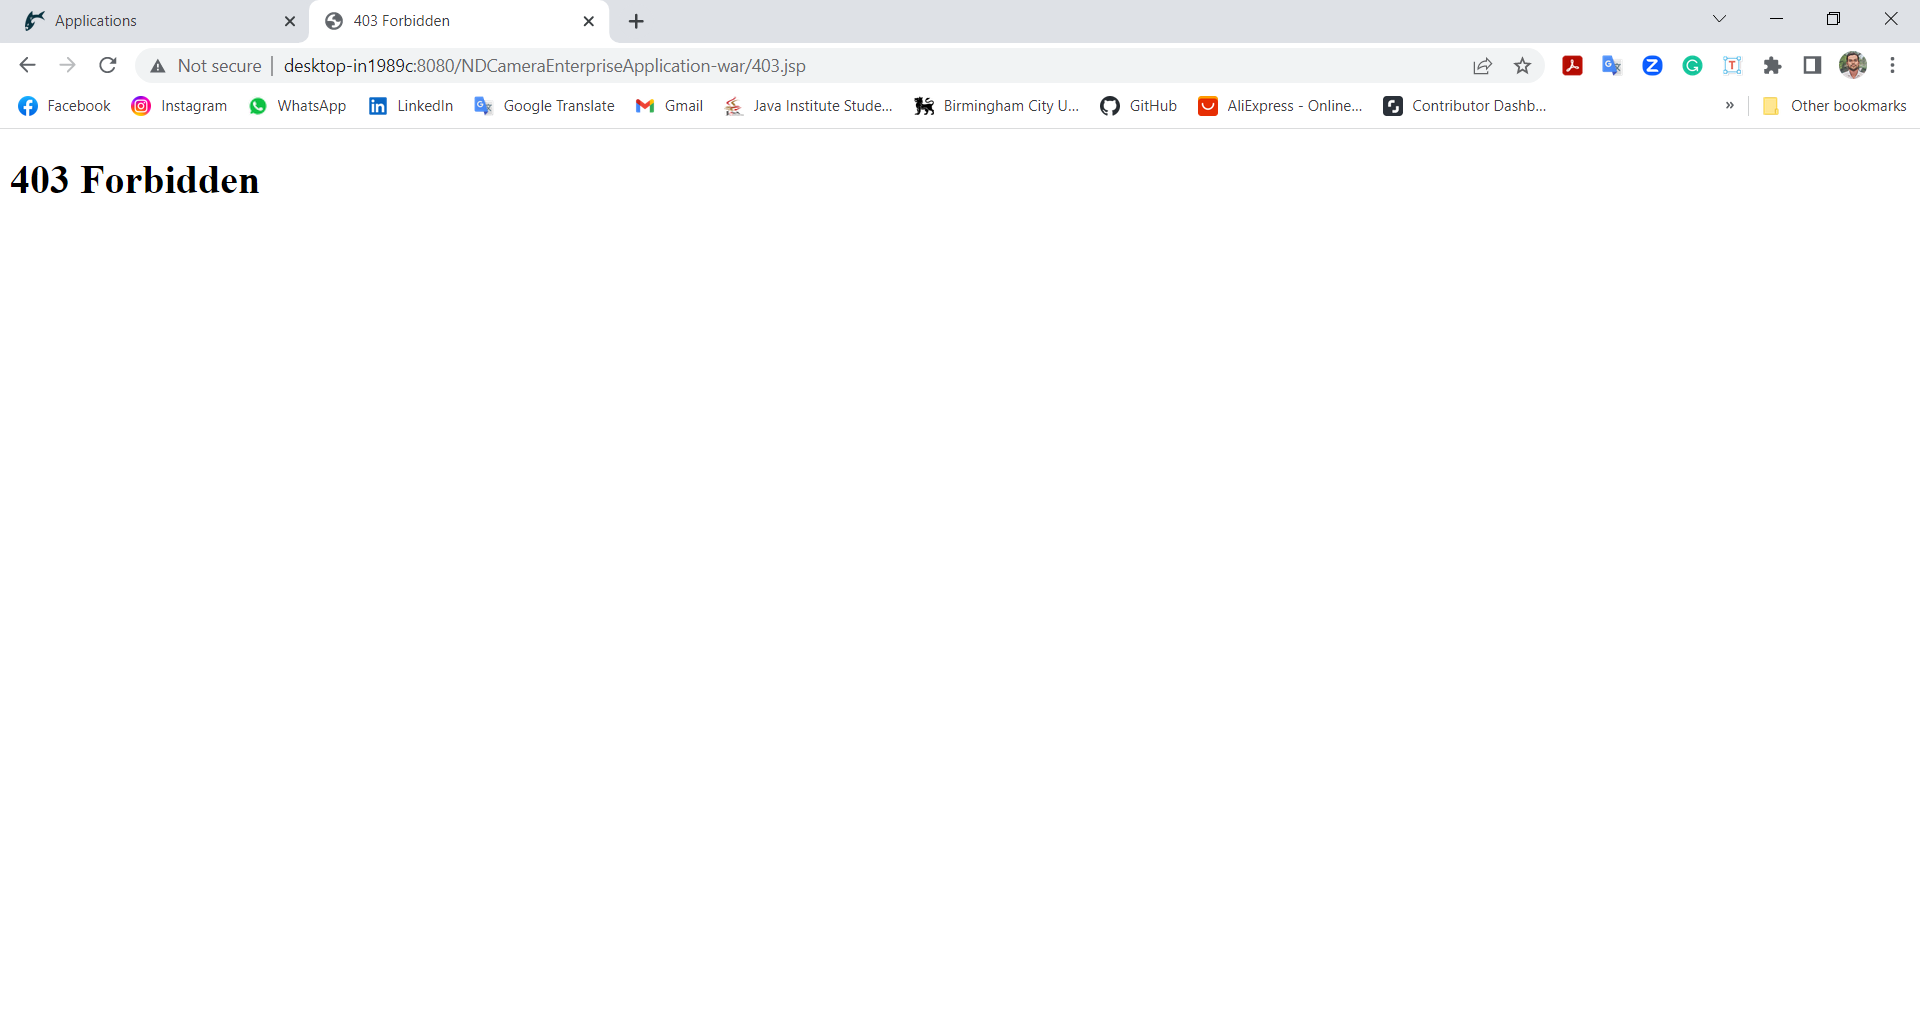 Applications
403 Forbidden
Not secure | desktop-in1989c:8080/NDCameraEnterpriseApplication-war/403.jsp
Facebook Instagram WhatsApp LinkedIn Google Translate Gmail Java Institute Stude... Birmingham City U... GitHub AliExpress - Online... Contributor Dashb... » Other bookmarks
403 Forbidden